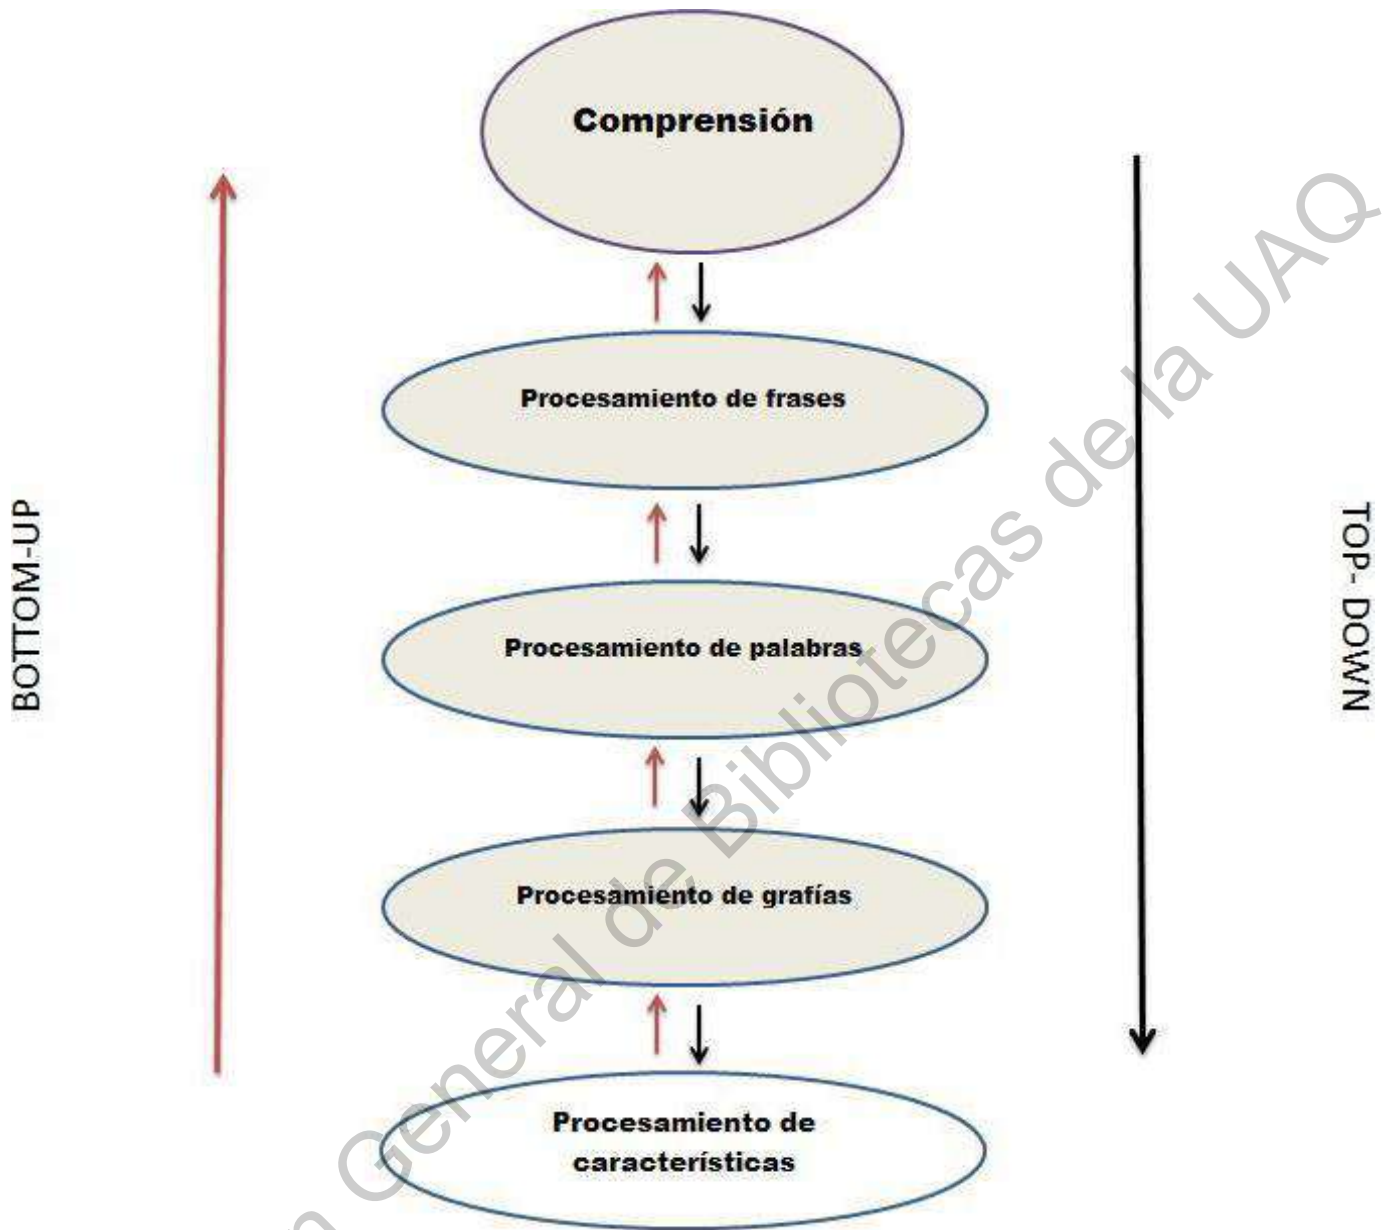 Comprensión
Procesamiento de frases
BOTTOM-UP
TOP- DOWN
Procesamiento de palabras
Procesamiento de grafías
Procesamiento de
características
General de Bibliotecas de la UAQ